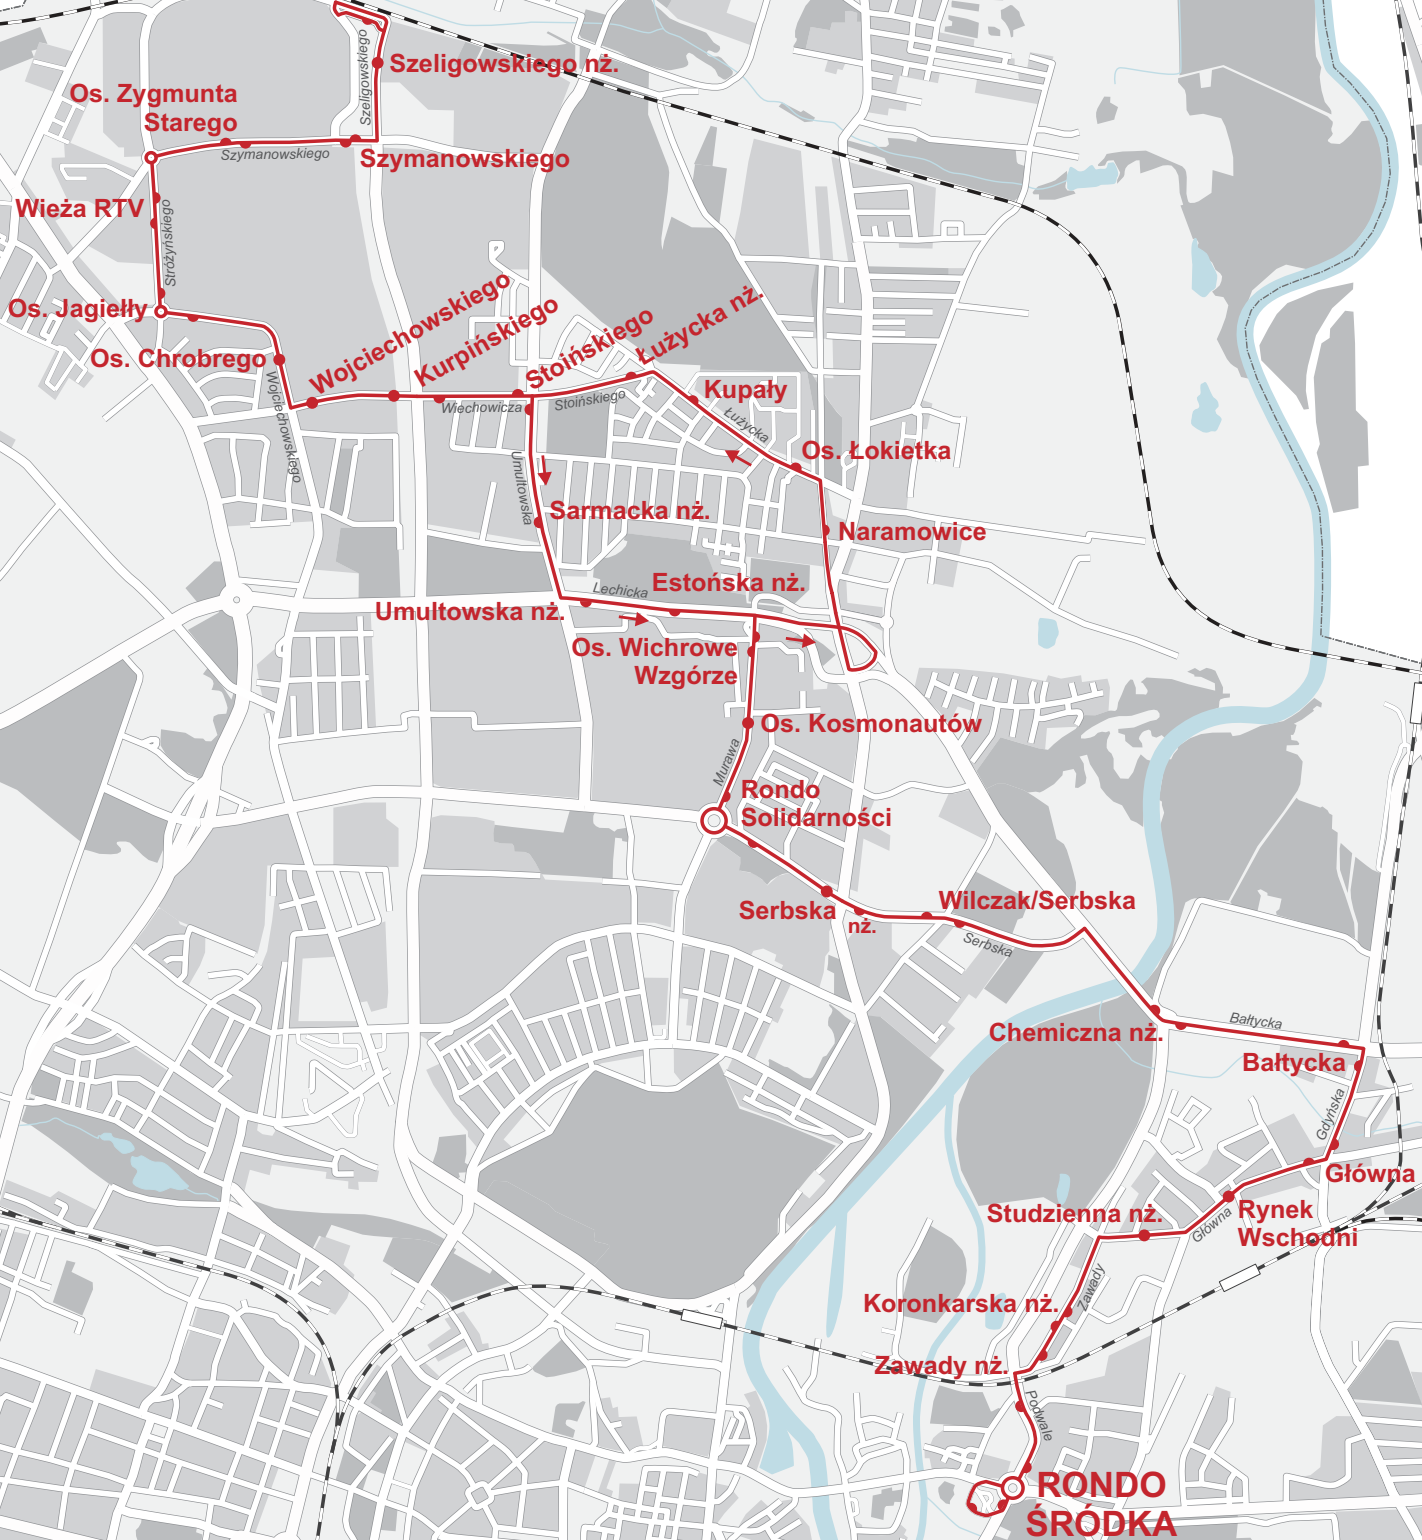 Szeligowskiego
Szeligowskiego nż.
Os. Zygmunta
Starego
Szymanowskiego
Szymanowskiego
Wieża RTV
Stróżyńskiego
Os. Jagiełły
Os. Chrobrego
Wojciechowskiego
Wojciechowskiego
Kurpińskiego
Stoińskiego
Łużycka nż.
Wiechowicza
Stoińskiego
Kupały
Łużycka
Os. Łokietka
Umultowska
Sarmacka nż.
Naramowice
Lechicka
Estońska nż.
Umultowska nż.
Os. Wichrowe
Wzgórze
Os. Kosmonautów
Murawa
Rondo
Solidarności
Serbska
nż.
Wilczak/Serbska
Serbska
Chemiczna nż.
Bałtycka
Bałtycka
Gdyńska
Główna
Rynek
Wschodni
Główna
Studzienna nż.
Zawady
Koronkarska nż.
Zawady nż.
Podwale
RONDO
ŚRÓDKA